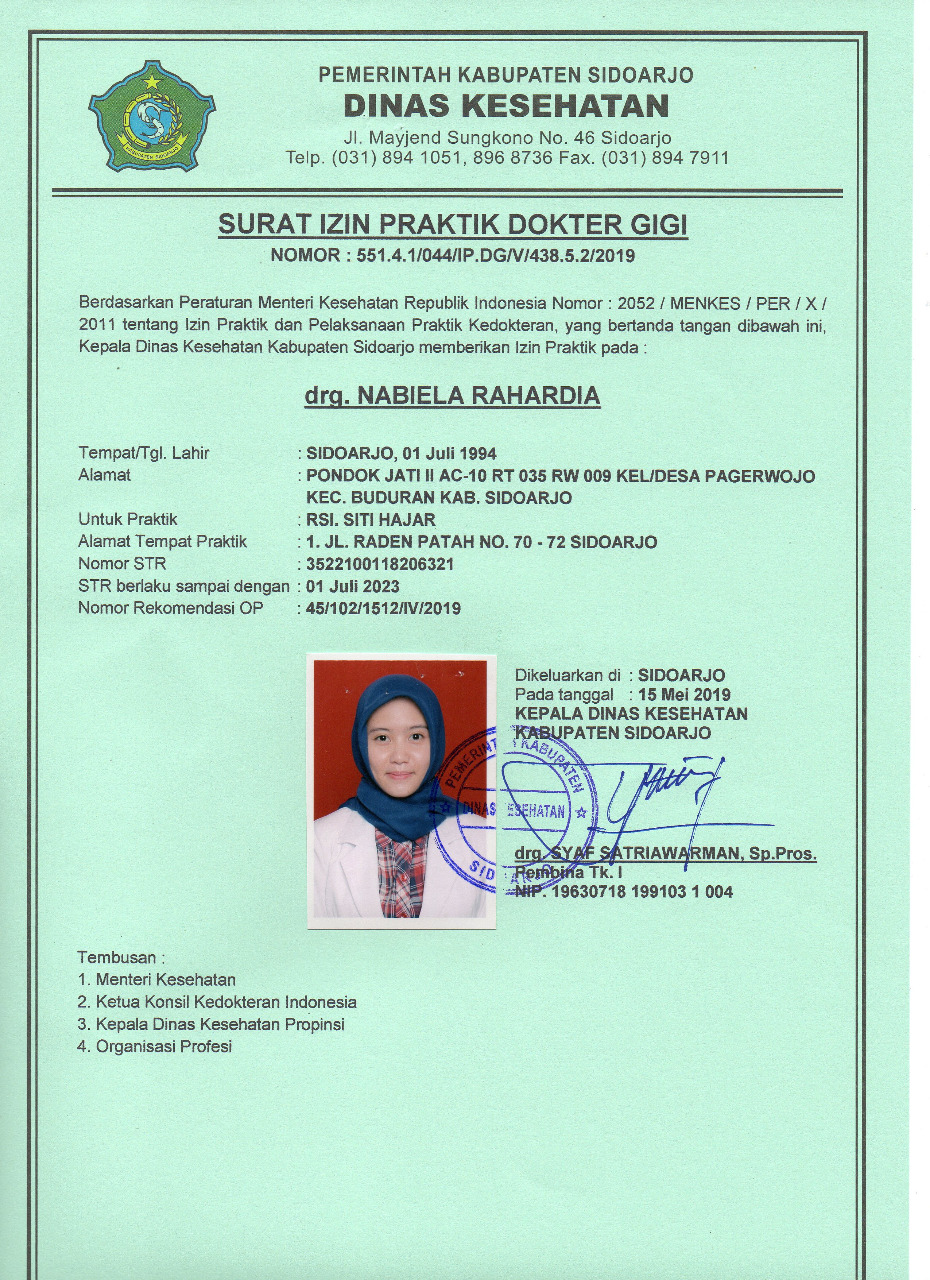 PEMERINTAH KABUPATEN SIDOARJO
DINAS KESEHATAN
Jl. Mayjend Sungkono No. 46 Sidoarjo
Telp. (031) 894 1051, 896 8736 Fax. (031) 894 7911
KABUPATEN SIDOARJO
SURAT IZIN PRAKTIK DOKTER GIGI
NOMOR : 551.4.1/044/IP.DG/V/438.5.2/2019
Berdasarkan Peraturan Menteri Kesehatan Republik Indonesia Nomor : 2052 / MENKES / PER / X /
2011 tentang Izin Praktik dan Pelaksanaan Praktik Kedokteran, yang bertanda tangan dibawah ini,
Kepala Dinas Kesehatan Kabupaten Sidoarjo memberikan Izin Praktik pada :
drg. NABIELA RAHARDIA
Tempat/Tgl. Lahir : SIDOARJO, 01 Juli 1994
Alamat : PONDOK JATI II AC-10 RT 035 RW 009 KEL/DESA PAGERWOJO
KEC. BUDURAN KAB. SIDOARJO
Untuk Praktik : RSI. SITI HAJAR
Alamat Tempat Praktik : 1. JL. RADEN PATAH NO. 70 - 72 SIDOARJO
Nomor STR : 3522100118206321
STR berlaku sampai dengan : 01 Juli 2023
Nomor Rekomendasi OP : 45/102/1512/IV/2019
Dikeluarkan di : SIDOARJO
Pada tanggal : 15 Mei 2019
KEPALA DINAS KESEHATAN
KABUPATEN SIDOARJO
PEMERINTAH KABUPATEN
DINAS KESEHATAN
SIDOARJO
drg. SYAF SATRIAWARMAN, Sp.Pros.
Pembina Tk. I
NIP. 19630718 199103 1 004
Tembusan :
1. Menteri Kesehatan
2. Ketua Konsil Kedokteran Indonesia
3. Kepala Dinas Kesehatan Propinsi
4. Organisasi Profesi